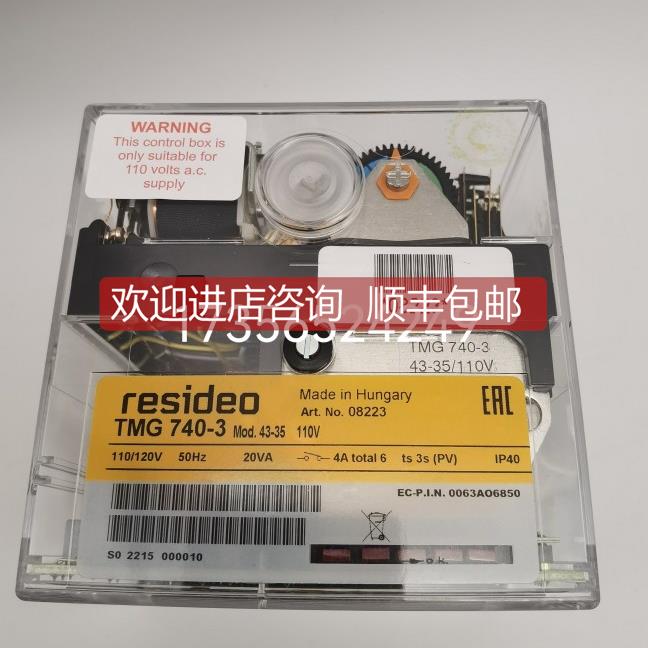 WARNING
This control box is
only suitable for
110 volts a.c.
supply
欢迎进店咨询 顺丰包邮
17356524249
TMG 740-3
43-35/110V
resideo
Made in Hungary
Art. No. 08223
EAC
TMG 740-3 Mod. 43-35 110V
110/120V 50Hz 20VA 4A total 6 ts 3s (PV) IP40
EC-P.I.N. 0063AO6850
S0 2215 000010
o.k.